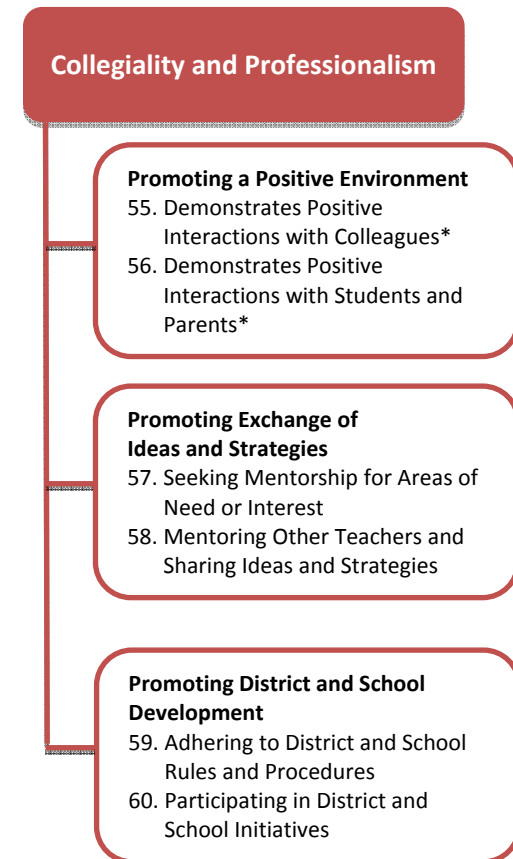 Collegiality and Professionalism
Promoting a Positive Environment
55. Demonstrates Positive
Interactions with Colleagues*
56. Demonstrates Positive
Interactions with Students and
Parents*
Promoting Exchange of
Ideas and Strategies
57. Seeking Mentorship for Areas of
Need or Interest
58. Mentoring Other Teachers and
Sharing Ideas and Strategies
Promoting District and School
Development
59. Adhering to District and School
Rules and Procedures
60. Participating in District and
School Initiatives